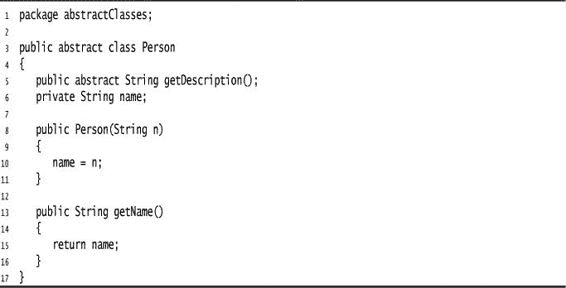 1 package abstractClasses;
2
3 public abstract class Person
4 {
5    public abstract String getDescription();
6    private String name;
7
8    public Person(String n)
9    {
10       name = n;
11    }
12
13    public String getName()
14    {
15       return name;
16    }
17 }